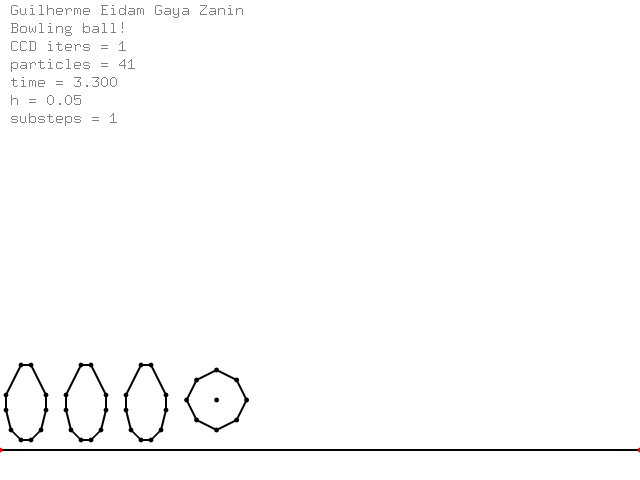 Guilherme Eidam Gaya Zanin
Bowling ball!
CCD iters = 1
particles = 41
time = 3.300
h = 0.05
substeps = 1